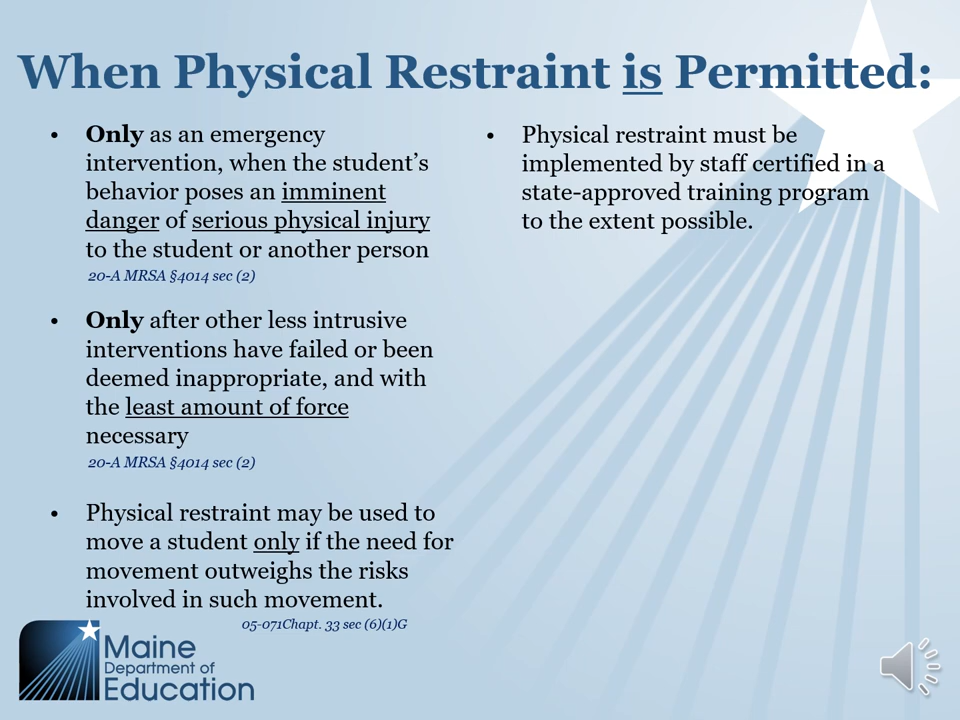 When Physical Restraint is Permitted:
• Only as an emergency
intervention, when the student’s
behavior poses an imminent
danger of serious physical injury
to the student or another person
20-A MRSA §4014 sec (2)
• Only after other less intrusive
interventions have failed or been
deemed inappropriate, and with
the least amount of force
necessary
20-A MRSA §4014 sec (2)
• Physical restraint may be used to
move a student only if the need for
movement outweighs the risks
involved in such movement.
05-071Chapt. 33 sec (6)(1)G
• Physical restraint must be
implemented by staff certified in a
state-approved training program
to the extent possible.
Maine
Department of
Education